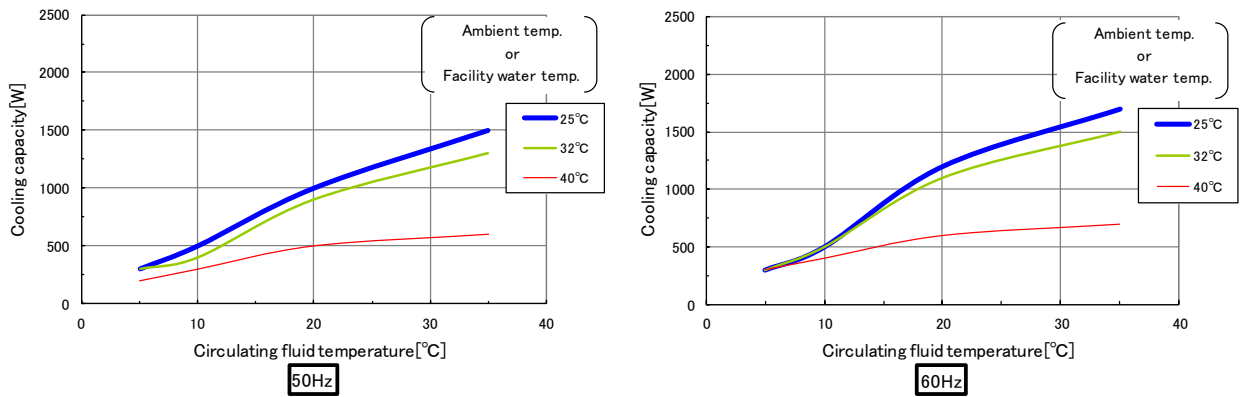 2500
2000
1500
1000
500
0
Cooling capacity[W]
Ambient temp.
or
Facility water temp.
25℃
32℃
40℃
0 10 20 30 40
Circulating fluid temperature[℃]
50Hz
2500
2000
1500
1000
500
0
Cooling capacity[W]
Ambient temp.
or
Facility water temp.
25℃
32℃
40℃
0 10 20 30 40
Circulating fluid temperature[℃]
60Hz